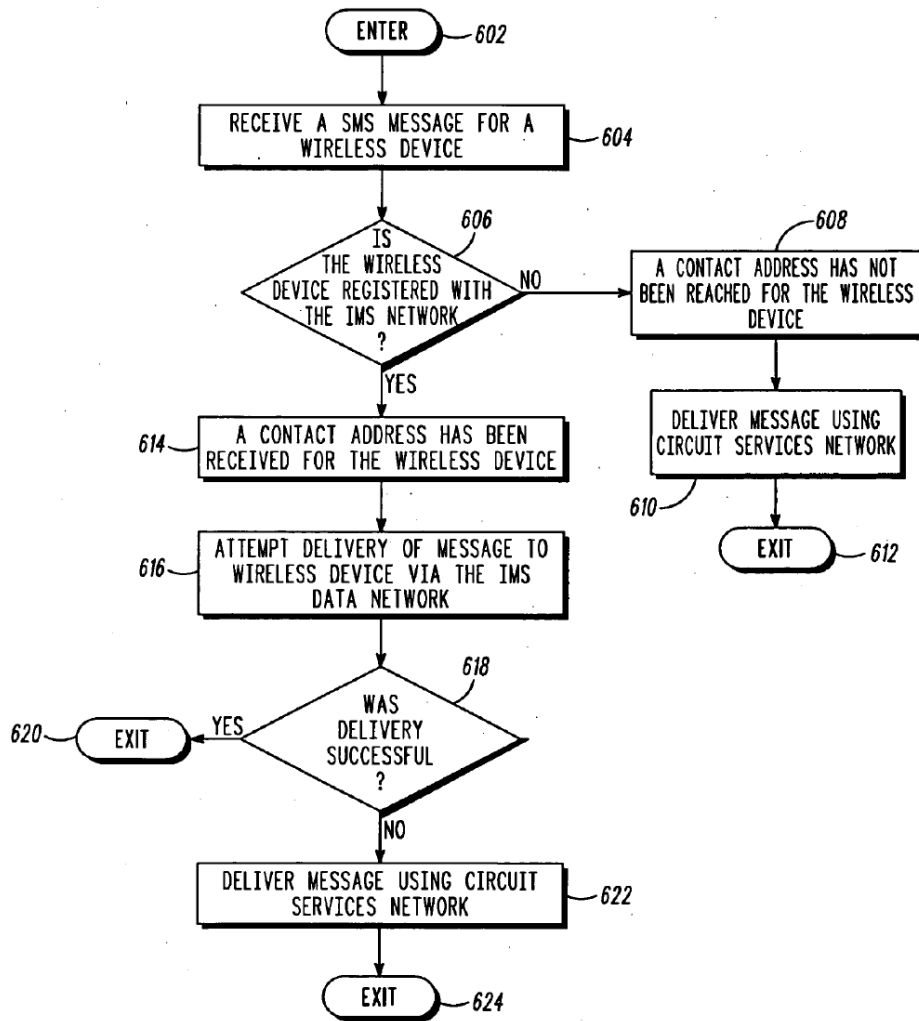 ENTER
602
RECEIVE A SMS MESSAGE FOR A
WIRELESS DEVICE
604
606
IS
THE WIRELESS
DEVICE REGISTERED WITH
THE IMS NETWORK
?
NO
YES
608
A CONTACT ADDRESS HAS NOT
BEEN REACHED FOR THE WIRELESS
DEVICE
DELIVER MESSAGE USING
CIRCUIT SERVICES NETWORK
610
EXIT
612
614
A CONTACT ADDRESS HAS BEEN
RECEIVED FOR THE WIRELESS DEVICE
616
ATTEMPT DELIVERY OF MESSAGE TO
WIRELESS DEVICE VIA THE IMS
DATA NETWORK
618
WAS
DELIVERY
SUCCESSFUL
?
YES
620
EXIT
NO
DELIVER MESSAGE USING CIRCUIT
SERVICES NETWORK
622
EXIT
624